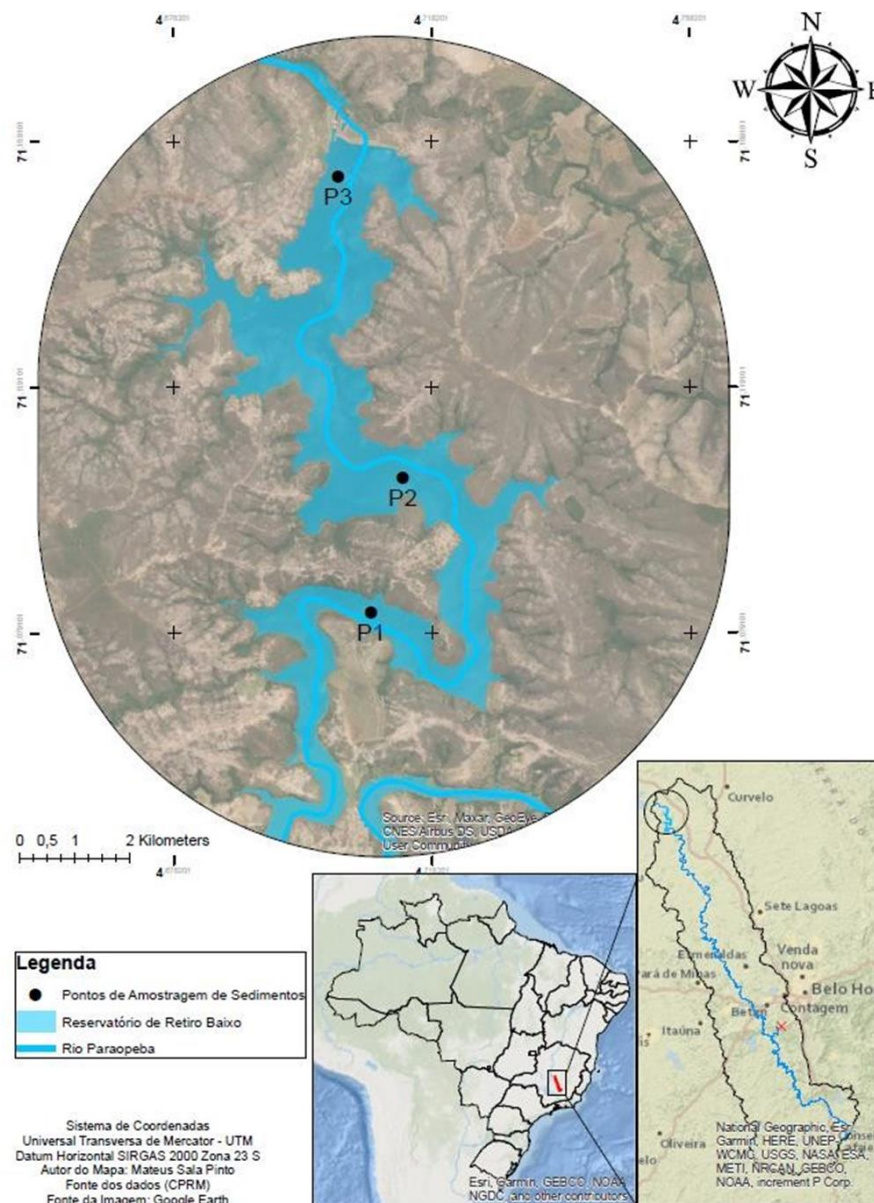 N
W
E
S
P3
P2
P1
Source: Esri, Maxar, GeoEye,
CNES/Airbus DS, USDA
User Community
0 0,5 1 2 Kilometers
Legenda
Pontos de Amostragem de Sedimentos
Reservatório de Retiro Baixo
Rio Paraopeba
Sistema de Coordenadas
Universal Transversa de Mercator - UTM
Datum Horizontal SIRGAS 2000 Zona 23 S
Autor do Mapa: Mateus Sala Pinto
Fonte dos dados (CPRM)
Fonte da Imagem: Google Earth
Esri, Garmin, GEBCO, NOAA
NGDC, and other contributors
Curvelo
Sete Lagoas
Esmeraldas
Venda
nova
Pará de Minas
Belo Ho
Contagem
Betim
Itaúna
Oliveira
National Geographic, Esri,
Garmin, HERE, UNEP-
WCMC, USGS, NASA, ESA,
METI, NRCAN, GEBCO,
NOAA, increment P Corp.